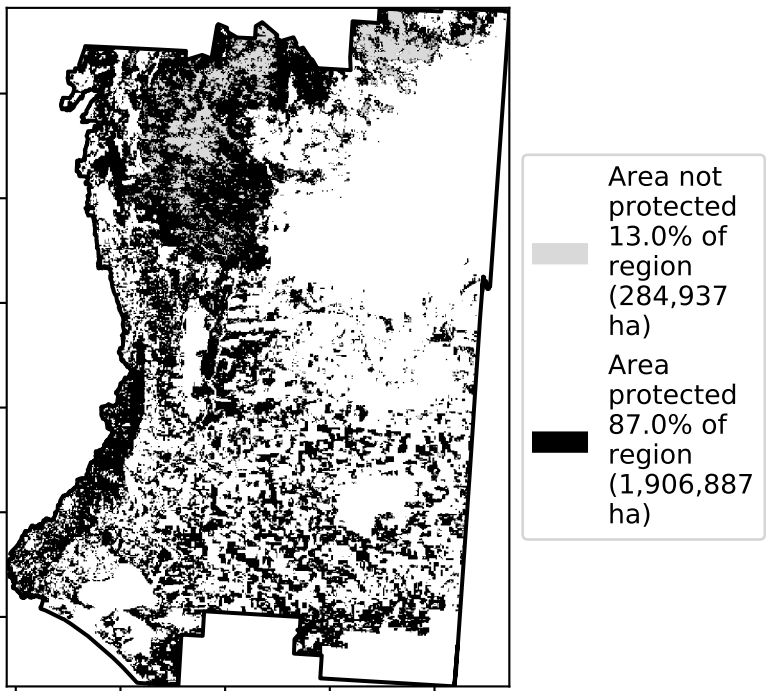 Area not
protected
13.0% of
region
(284,937
ha)
Area
protected
87.0% of
region
(1,906,887
ha)